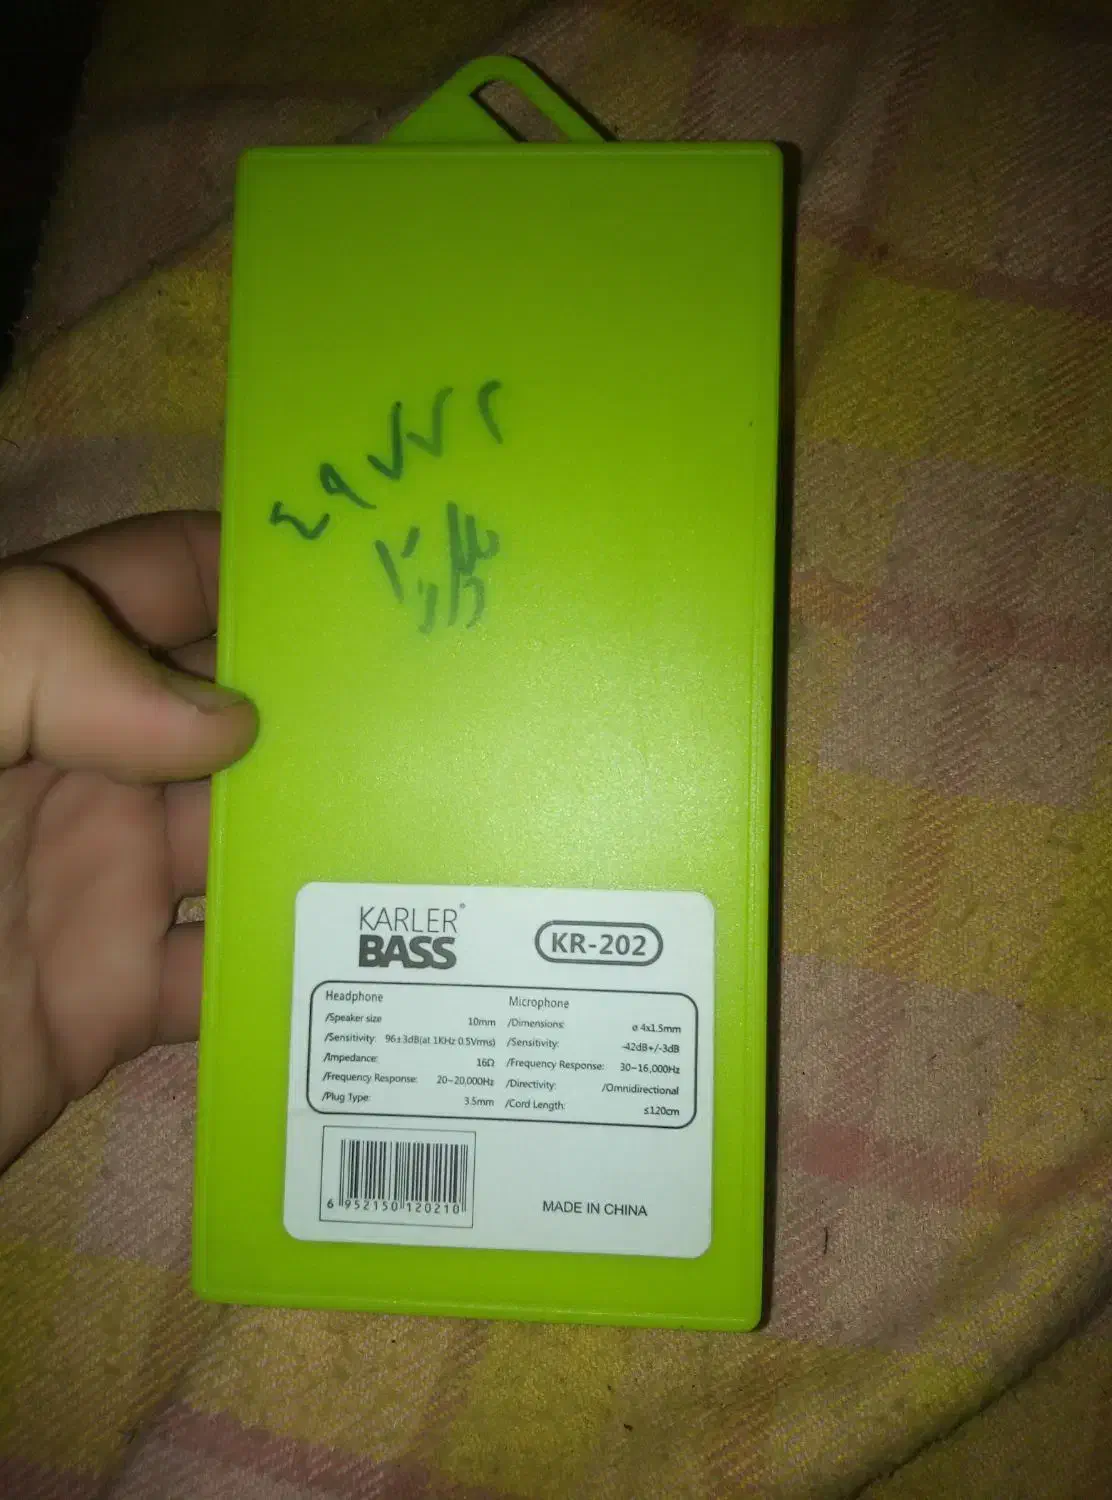 KARLER®
BASS
KR-202
Headphone
/Speaker size 10mm
/Sensitivity: 96±3dB(at 1KHz 0.5Vrms)
/Impedance: 16Ω
/Frequency Response: 20~20,000Hz
/Plug Type: 3.5mm
Microphone
/Dimensions: ø 4x1.5mm
/Sensitivity: -42dB+/-3dB
/Frequency Response: 30~16,000Hz
/Directivity: /Omnidirectional
/Cord Length: ≤120cm
6 952150 120210
MADE IN CHINA